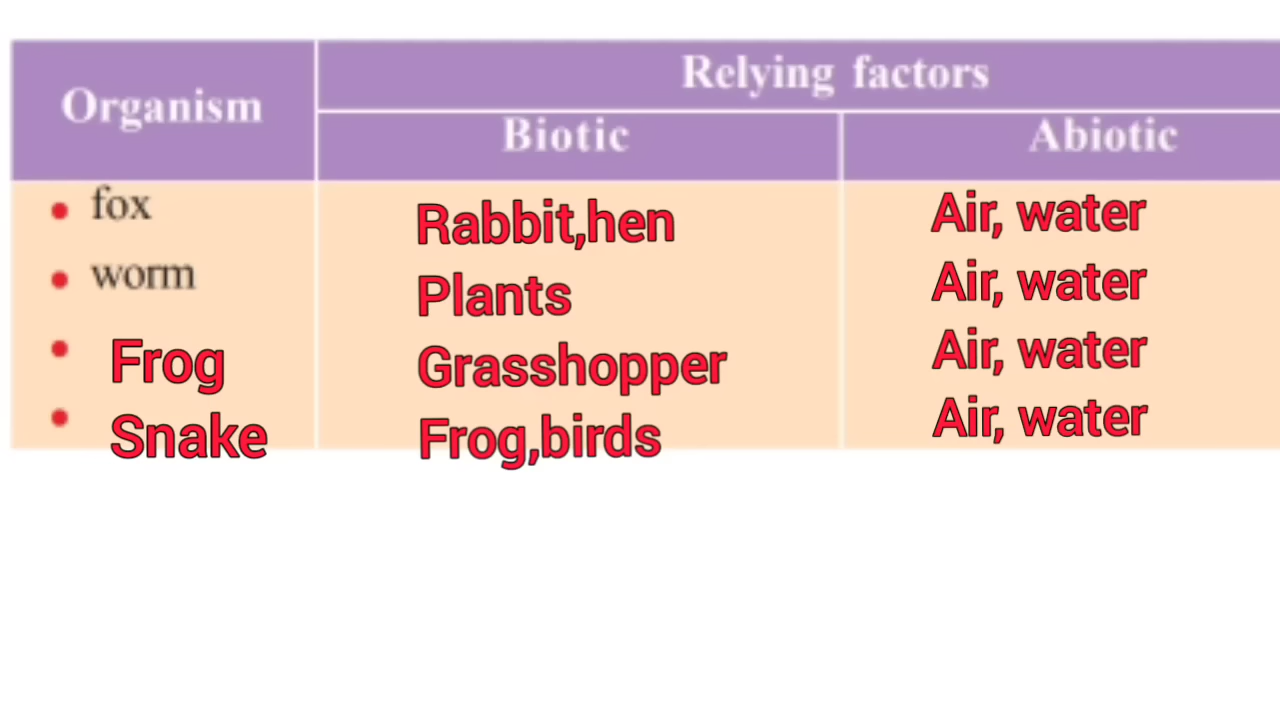 Organism Relying factors
Biotic Abiotic
• fox Rabbit,hen Air, water
• worm Plants Air, water
• Frog Grasshopper Air, water
• Snake Frog,birds Air, water